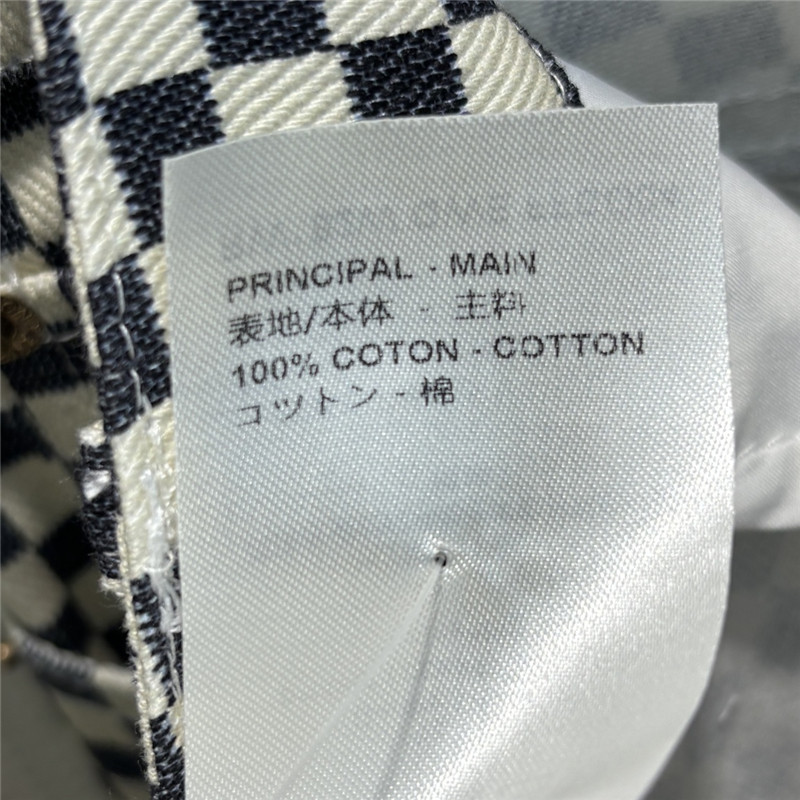 PRINCIPAL - MAIN
表地/本体 - 主料
100% COTON - COTTON
コットン - 棉